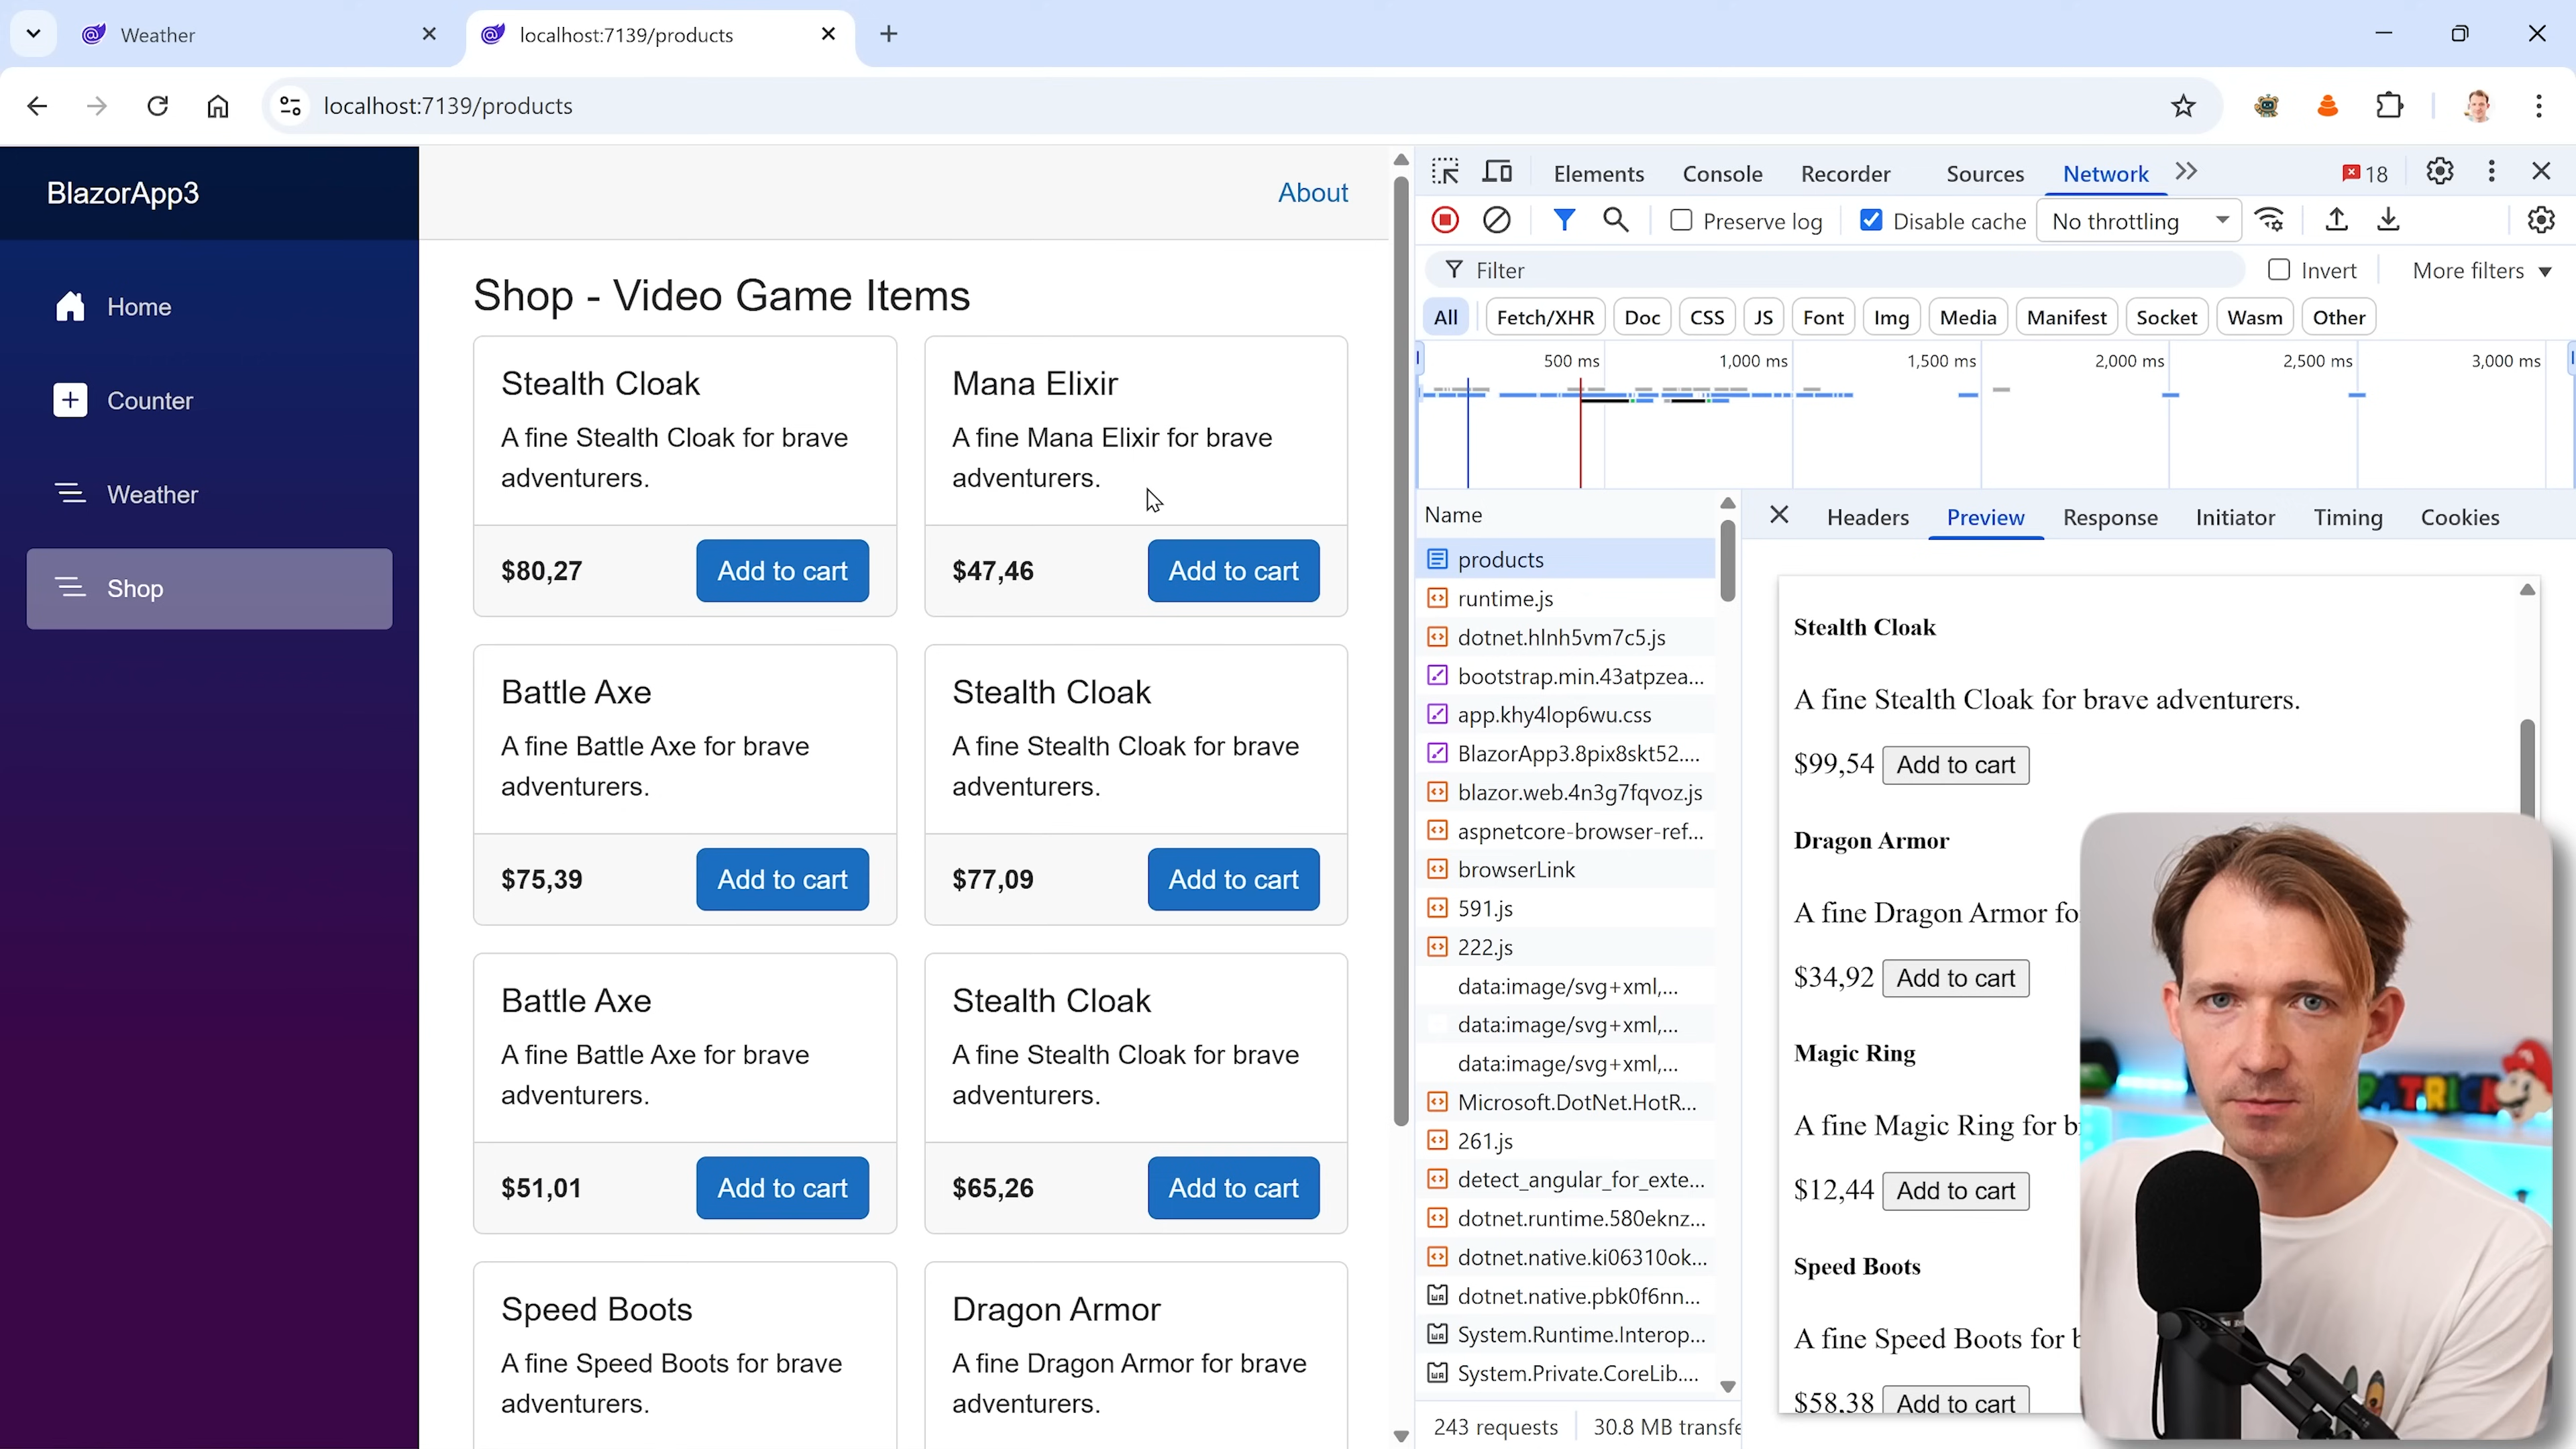 Weather
localhost:7139/products
localhost:7139/products
BlazorApp3
About
Home
Counter
Weather
Shop
Shop - Video Game Items
Stealth Cloak
A fine Stealth Cloak for brave
adventurers.
$80,27
Add to cart
Mana Elixir
A fine Mana Elixir for brave
adventurers.
$47,46
Add to cart
Battle Axe
A fine Battle Axe for brave
adventurers.
$75,39
Add to cart
Stealth Cloak
A fine Stealth Cloak for brave
adventurers.
$77,09
Add to cart
Battle Axe
A fine Battle Axe for brave
adventurers.
$51,01
Add to cart
Stealth Cloak
A fine Stealth Cloak for brave
adventurers.
$65,26
Add to cart
Speed Boots
A fine Speed Boots for brave
adventurers.
Dragon Armor
A fine Dragon Armor for brave
adventurers.
Elements Console Recorder Sources Network 18
Preserve log Disable cache No throttling
Filter Invert More filters
All Fetch/XHR Doc CSS JS Font Img Media Manifest Socket Wasm Other
500 ms 1,000 ms 1,500 ms 2,000 ms 2,500 ms 3,000 ms
Name
products
runtime.js
dotnet.hlnh5vm7c5.js
bootstrap.min.43atpzea...
app.khy4lop6wu.css
BlazorApp3.8pix8skt52....
blazor.web.4n3g7fqvoz.js
aspnetcore-browser-ref...
browserLink
591.js
222.js
data:image/svg+xml,...
data:image/svg+xml,...
data:image/svg+xml,...
Microsoft.DotNet.HotR...
261.js
detect_angular_for_exte...
dotnet.runtime.580eknz...
dotnet.native.ki06310ok...
dotnet.native.pbk0f6nn...
System.Runtime.Interop...
System.Private.CoreLib....
243 requests 30.8 MB transfe
Headers Preview Response Initiator Timing Cookies
Stealth Cloak
A fine Stealth Cloak for brave adventurers.
$99,54 Add to cart
Dragon Armor
A fine Dragon Armor fo
$34,92 Add to cart
Magic Ring
A fine Magic Ring for b
$12,44 Add to cart
Speed Boots
A fine Speed Boots for b
$58,38 Add to cart
PATRICK